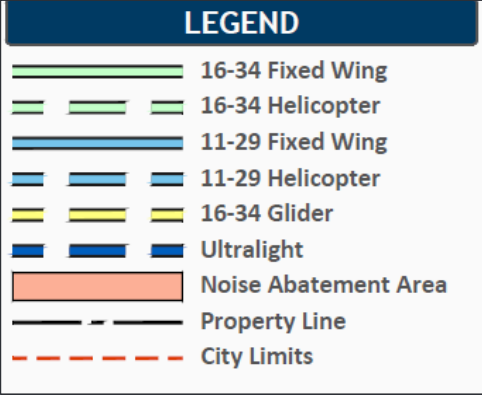 LEGEND
16-34 Fixed Wing
16-34 Helicopter
11-29 Fixed Wing
11-29 Helicopter
16-34 Glider
Ultralight
Noise Abatement Area
Property Line
City Limits